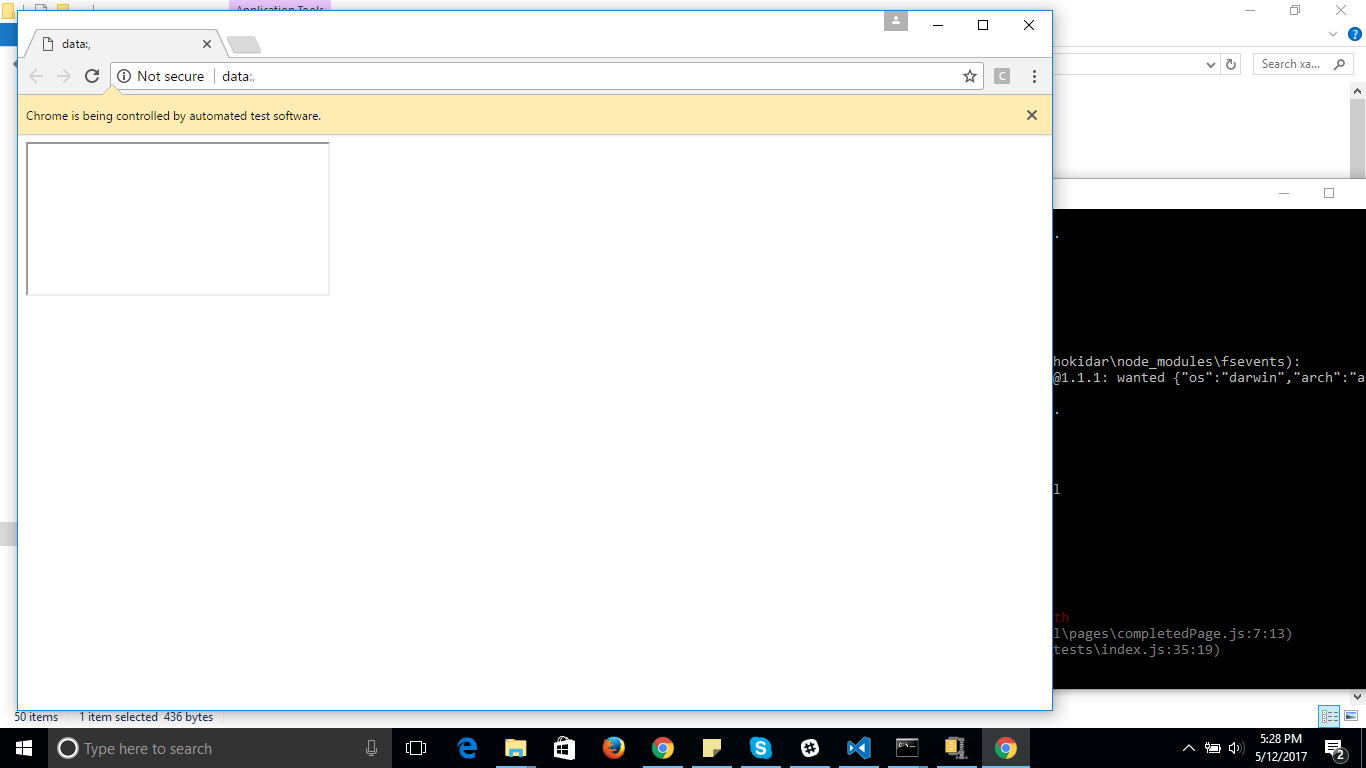 Application Tools
data:,
Not secure
data:,
Search xa...
Chrome is being controlled by automated test software.
.
hokidar\node_modules\fsevents):
@1.1.1: wanted {"os":"darwin","arch":"a
.
l
th
l\pages\completedPage.js:7:13)
tests\index.js:35:19)
50 items 1 item selected 436 bytes
Type here to search
5:28 PM
5/12/2017
2